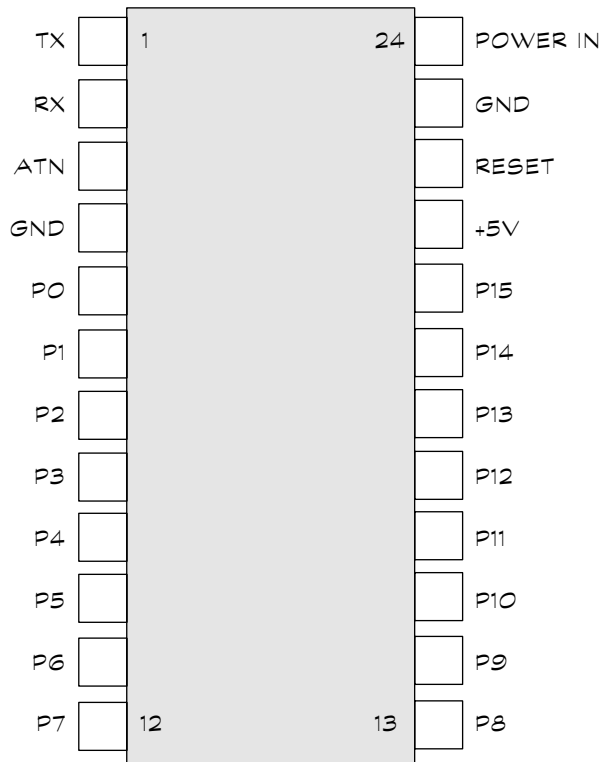 TX 1 24 POWER IN
RX GND
ATN RESET
GND +5V
P0 P15
P1 P14
P2 P13
P3 P12
P4 P11
P5 P10
P6 P9
P7 12 13 P8